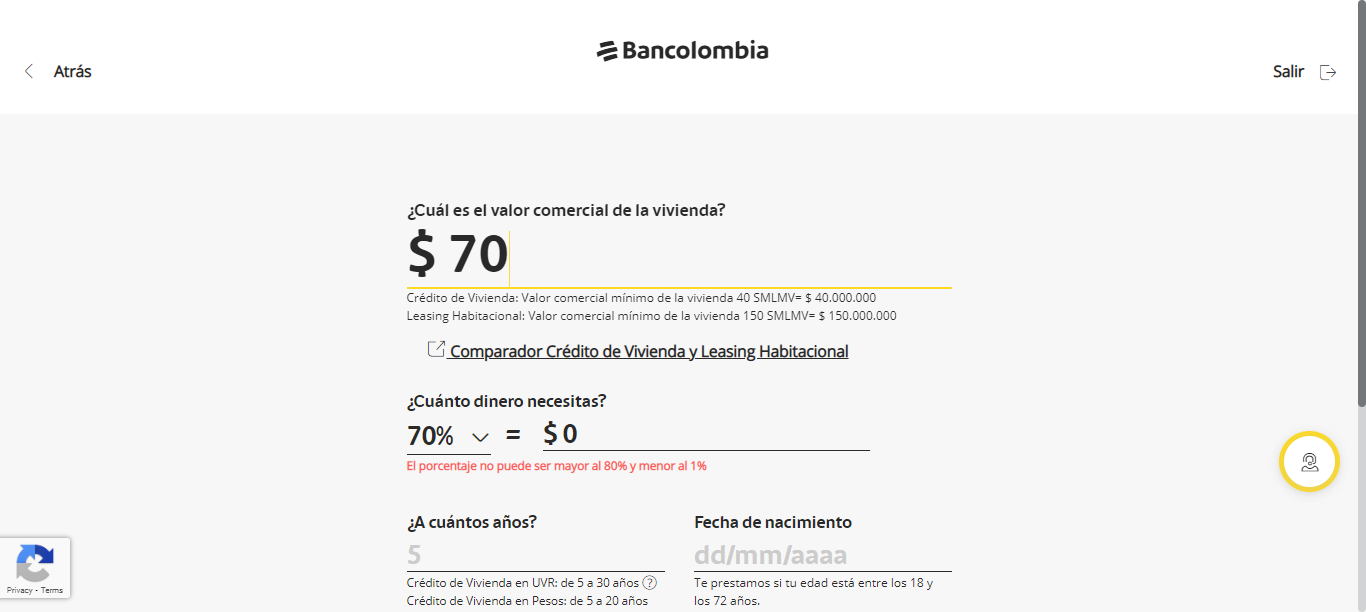 Bancolombia
Atrás
Salir
¿Cuál es el valor comercial de la vivienda?
$ 70
Crédito de Vivienda: Valor comercial mínimo de la vivienda 40 SMLMV= $ 40.000.000
Leasing Habitacional: Valor comercial mínimo de la vivienda 150 SMLMV= $ 150.000.000
Comparador Crédito de Vivienda y Leasing Habitacional
¿Cuánto dinero necesitas?
70% = $ 0
El porcentaje no puede ser mayor al 80% y menor al 1%
¿A cuántos años? Fecha de nacimiento
5 dd/mm/aaaa
Crédito de Vivienda en UVR: de 5 a 30 años ? Te prestamos si tu edad está entre los 18 y
Crédito de Vivienda en Pesos: de 5 a 20 años los 72 años.
Privacy - Terms